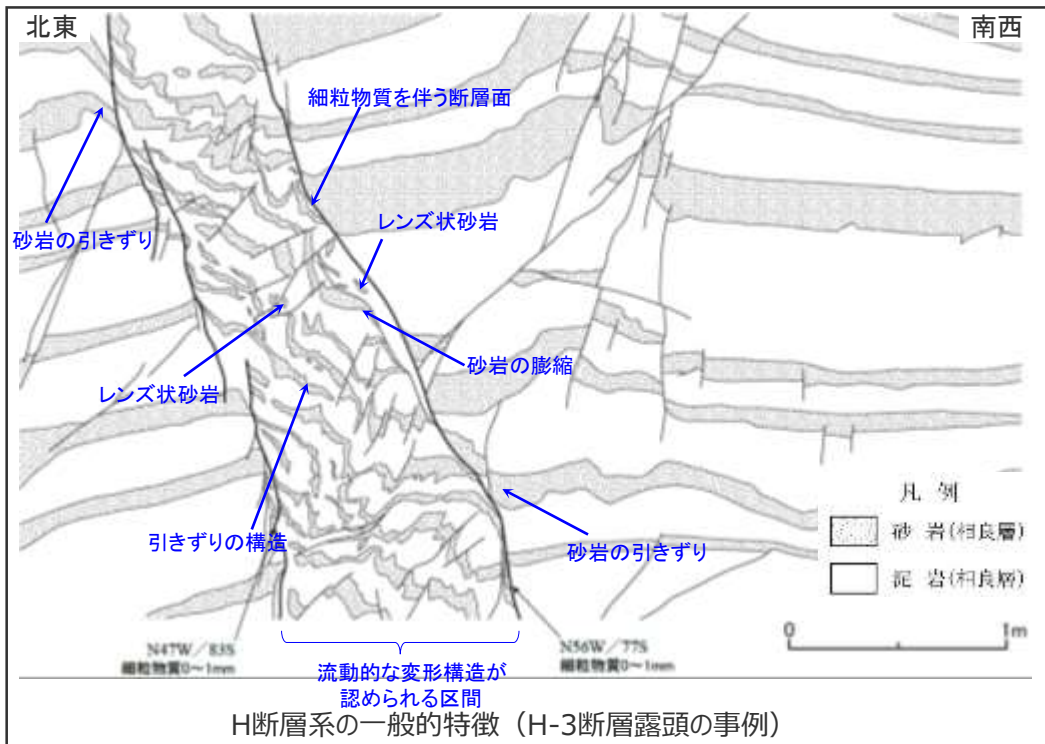 北東
南西
細粒物質を伴う断層面
レンズ状砂岩
砂岩の引きずり
砂岩の膨縮
レンズ状砂岩
引きずりの構造
砂岩の引きずり
凡 例
砂 岩(相良層)
泥 岩(相良層)
0 1m
N47W/83S
細粒物質0~1mm
N56W/77S
細粒物質0~1mm
流動的な変形構造が
認められる区間
H断層系の一般的特徴(H-3断層露頭の事例)